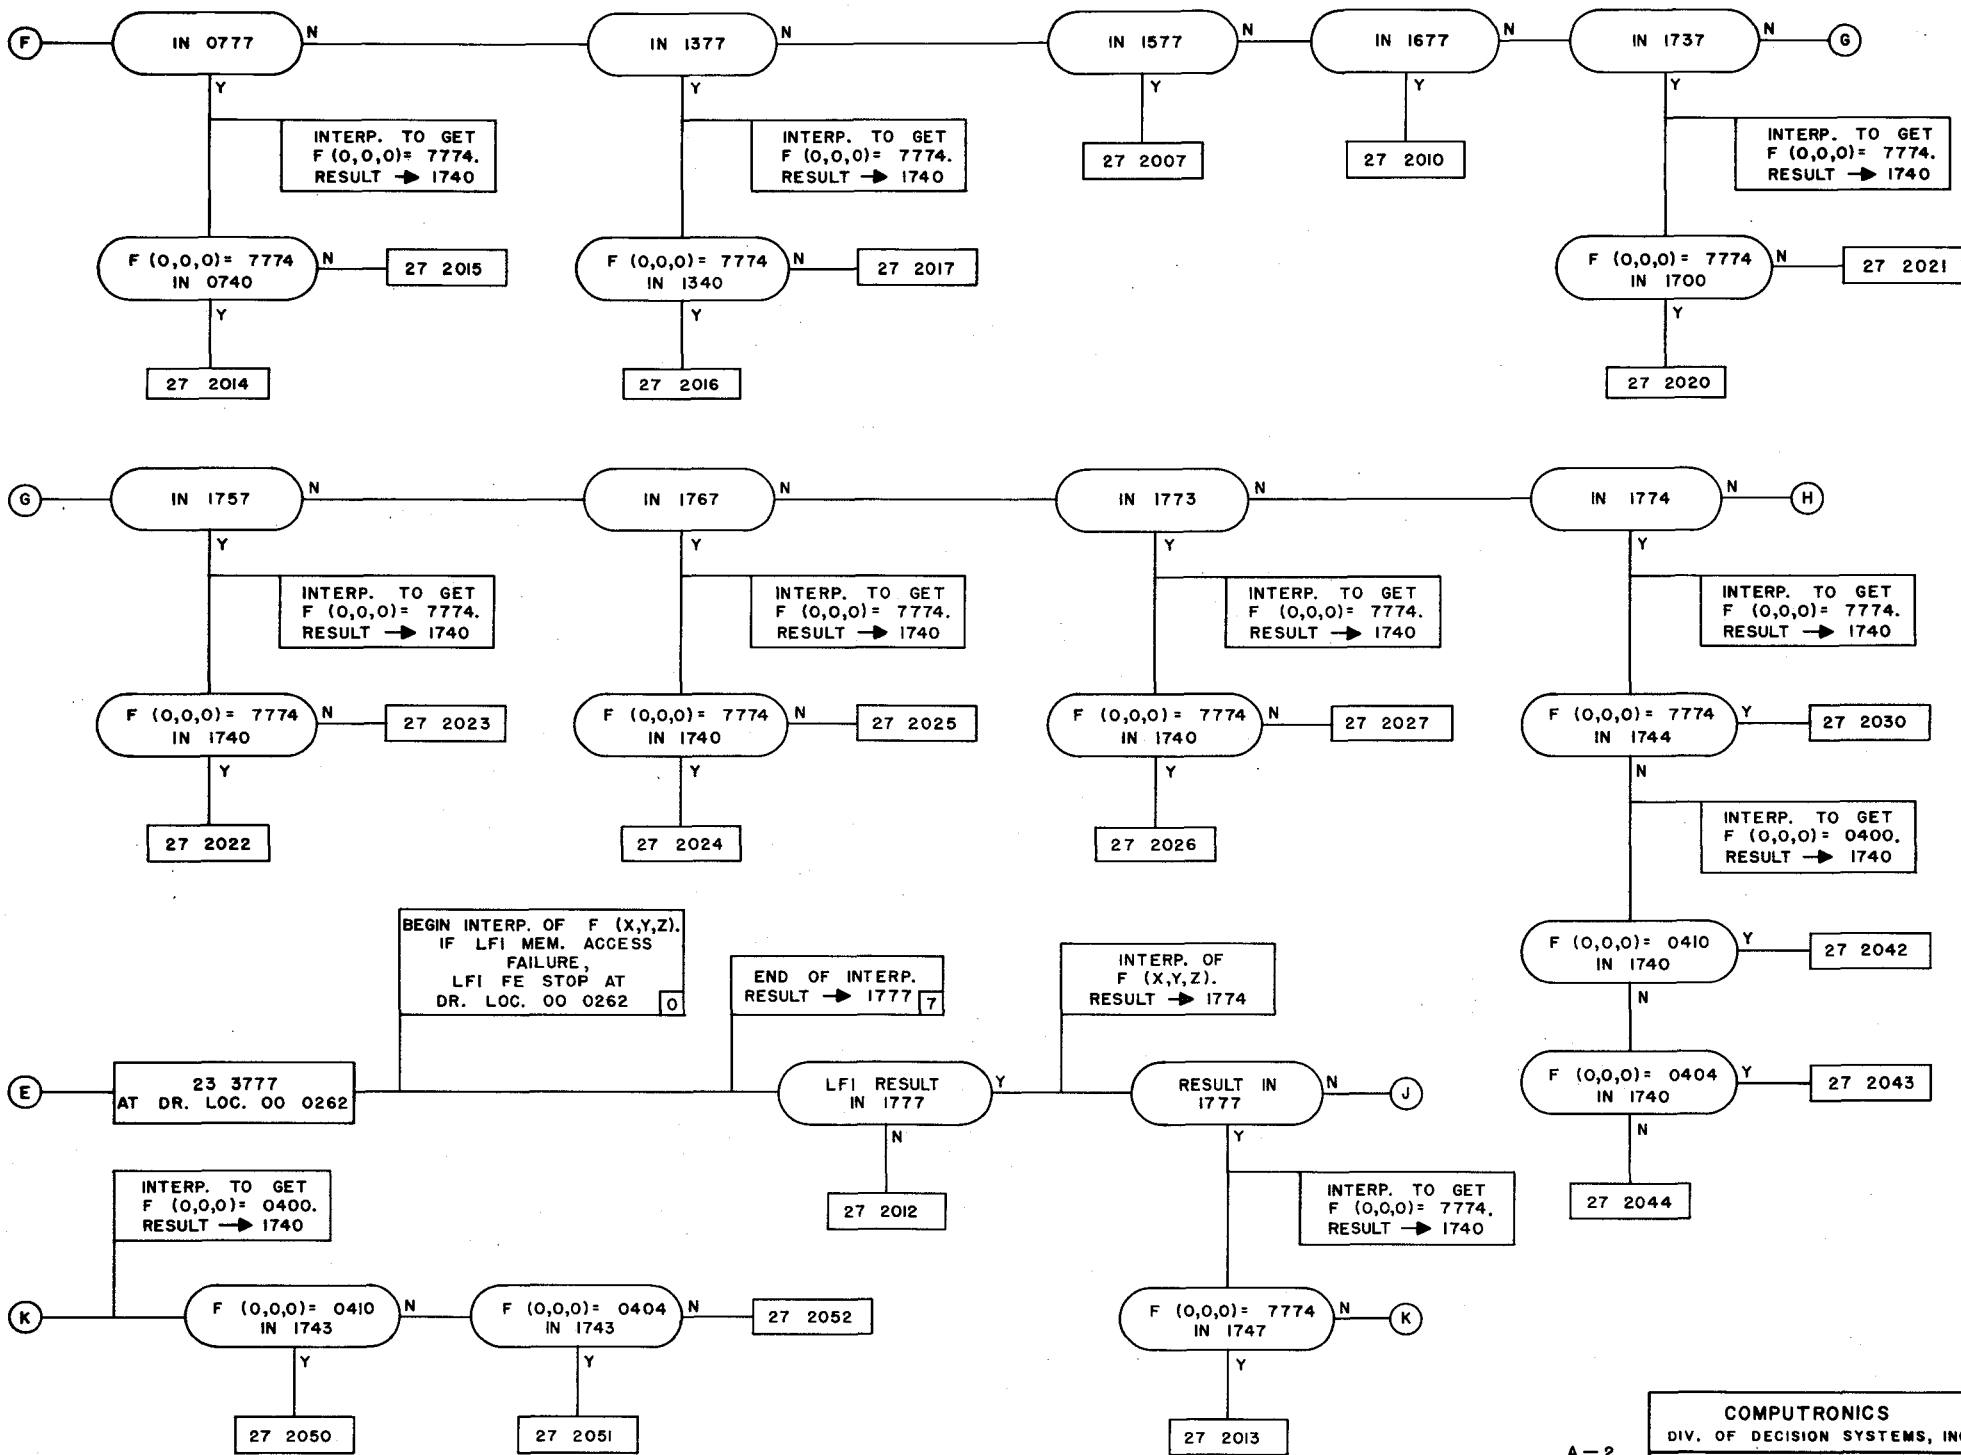 F
IN 0777
N
IN 1377
N
IN 1577
N
IN 1677
N
IN 1737
N
G
Y
Y
Y
Y
Y
INTERP. TO GET
F (0,0,0)= 7774.
RESULT → 1740
INTERP. TO GET
F (0,0,0)= 7774.
RESULT → 1740
27 2007
27 2010
INTERP. TO GET
F (0,0,0)= 7774.
RESULT → 1740
F (0,0,0)= 7774
IN 0740
N
27 2015
F (0,0,0)= 7774
IN 1340
N
27 2017
F (0,0,0)= 7774
IN 1700
N
27 2021
Y
Y
Y
27 2014
27 2016
27 2020
G
IN 1757
N
IN 1767
N
IN 1773
N
IN 1774
N
H
Y
Y
Y
Y
INTERP. TO GET
F (0,0,0)= 7774.
RESULT → 1740
INTERP. TO GET
F (0,0,0)= 7774.
RESULT → 1740
INTERP. TO GET
F (0,0,0)= 7774.
RESULT → 1740
INTERP. TO GET
F (0,0,0)= 7774.
RESULT → 1740
F (0,0,0)= 7774
IN 1740
N
27 2023
F (0,0,0)= 7774
IN 1740
N
27 2025
F (0,0,0)= 7774
IN 1740
N
27 2027
F (0,0,0)= 7774
IN 1744
Y
27 2030
Y
Y
Y
N
27 2022
27 2024
27 2026
INTERP. TO GET
F (0,0,0)= 0400.
RESULT → 1740
F (0,0,0)= 0410
IN 1740
Y
27 2042
N
BEGIN INTERP. OF F (X,Y,Z).
IF LFI MEM. ACCESS
FAILURE,
LFI FE STOP AT
DR. LOC. 00 0262
0
END OF INTERP.
RESULT → 1777
7
INTERP. OF
F (X,Y,Z).
RESULT → 1774
E
23 3777
AT DR. LOC. 00 0262
LFI RESULT
IN 1777
Y
RESULT IN
1777
N
J
F (0,0,0)= 0404
IN 1740
Y
27 2043
N
Y
N
INTERP. TO GET
F (0,0,0)= 0400.
RESULT → 1740
27 2012
INTERP. TO GET
F (0,0,0)= 7774.
RESULT → 1740
27 2044
K
F (0,0,0)= 0410
IN 1743
N
F (0,0,0)= 0404
IN 1743
N
27 2052
F (0,0,0)= 7774
IN 1747
N
K
Y
Y
Y
27 2050
27 2051
27 2013
A-2
COMPUTRONICS
DIV. OF DECISION SYSTEMS, INC